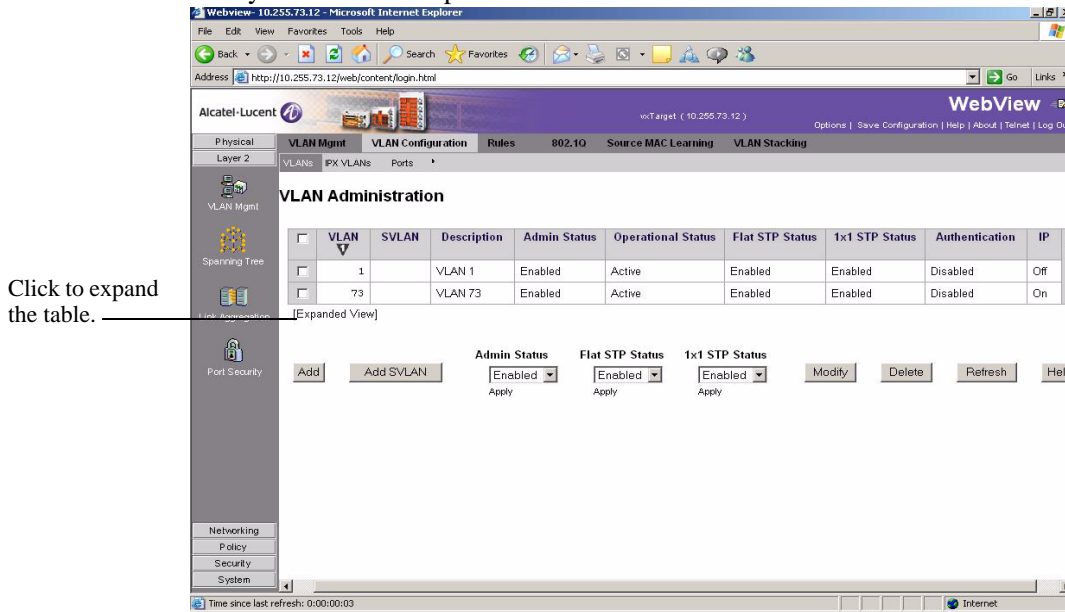 Webview- 10.255.73.12 - Microsoft Internet Explorer
File Edit View Favorites Tools Help
Back Search Favorites
Address http://10.255.73.12/web/content/login.html Go Links
Alcatel-Lucent vxTarget ( 10.255.73.12 ) WebView
Options | Save Configuration | Help | About | Telnet | Log Ou
Physical VLAN Mgmt VLAN Configuration Rules 802.1Q Source MAC Learning VLAN Stacking
Layer 2 VLANs IPX VLANs Ports
VLAN Administration
VLAN Mgmt
VLAN SVLAN Description Admin Status Operational Status Flat STP Status 1x1 STP Status Authentication IP
Spanning Tree
1 VLAN 1 Enabled Active Enabled Enabled Disabled Off
73 VLAN 73 Enabled Active Enabled Enabled Disabled On
Click to expand
the table.
Link Aggregation [Expanded View]
Admin Status Flat STP Status 1x1 STP Status
Port Security Add Add SVLAN Enabled Enabled Enabled Modify Delete Refresh Hel
Apply Apply Apply
Networking
Policy
Security
System
Time since last refresh: 0:00:00:03 Internet